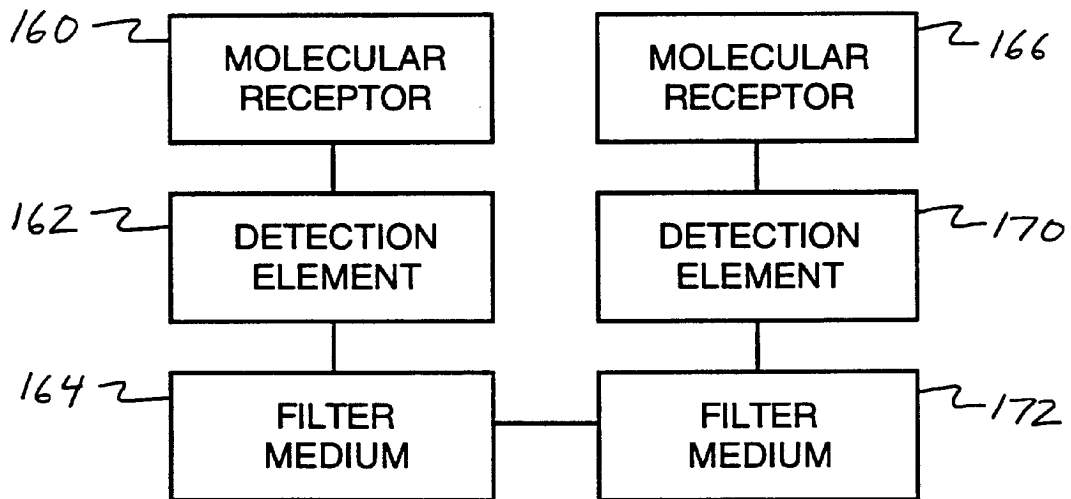 160
MOLECULAR
RECEPTOR
MOLECULAR
RECEPTOR
166
162
DETECTION
ELEMENT
DETECTION
ELEMENT
170
164
FILTER
MEDIUM
FILTER
MEDIUM
172